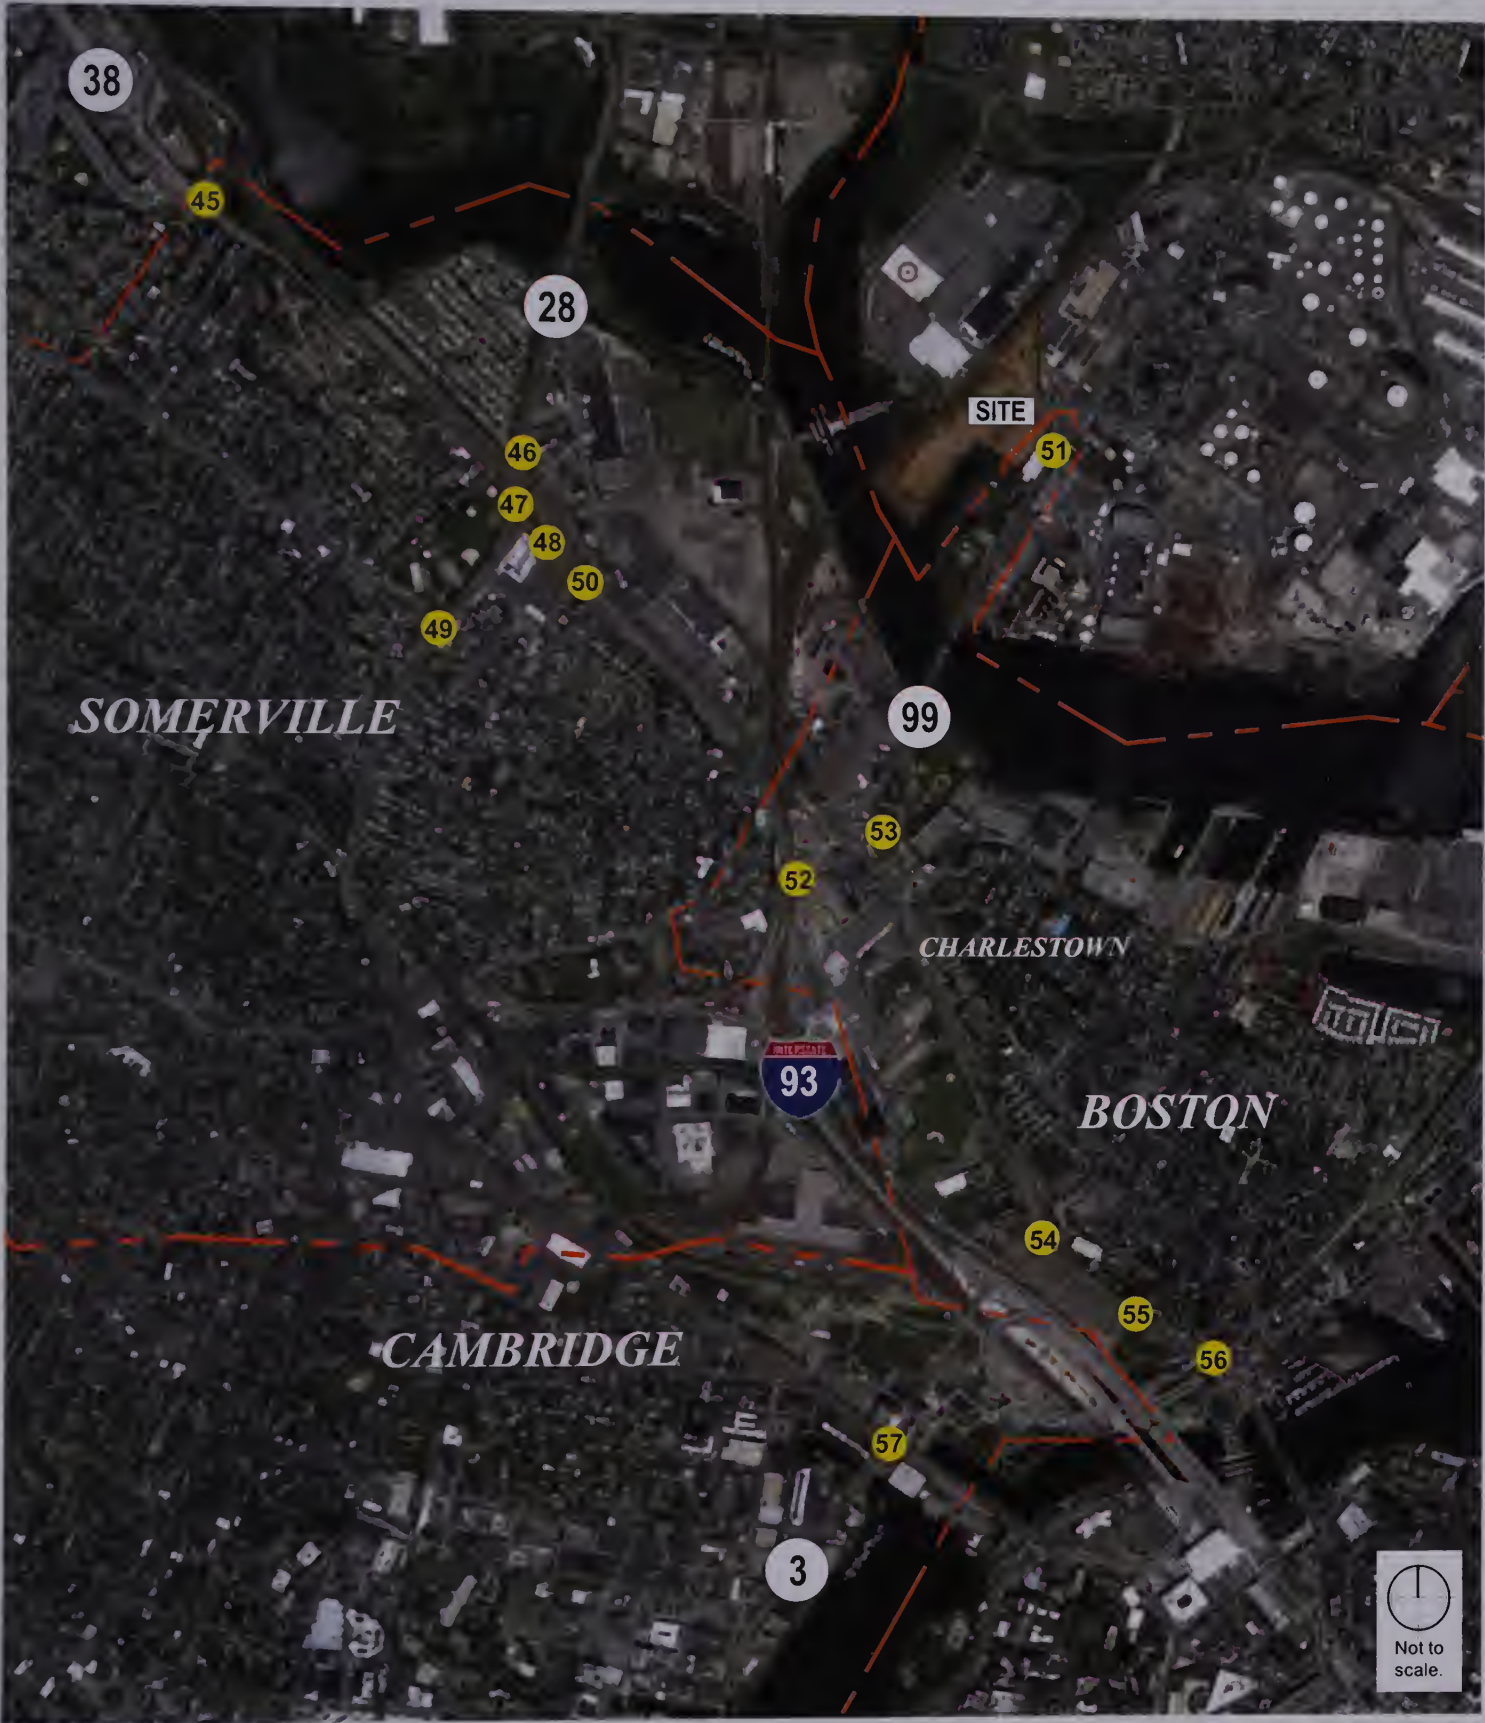 38
45
28
SITE
51
46
47
48
50
49
SOMERVILLE
99
53
52
CHARLESTOWN
INTERSTATE
93
BOSTON
54
55
56
CAMBRIDGE
57
3
Not to
scale.